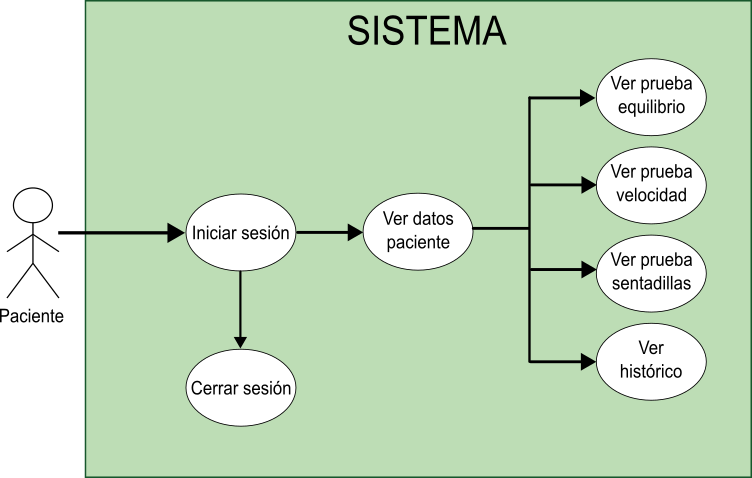 SISTEMA
Ver prueba
equilibrio
Ver prueba
velocidad
Iniciar sesión
Ver datos
paciente
Ver prueba
sentadillas
Paciente
Ver
histórico
Cerrar sesión